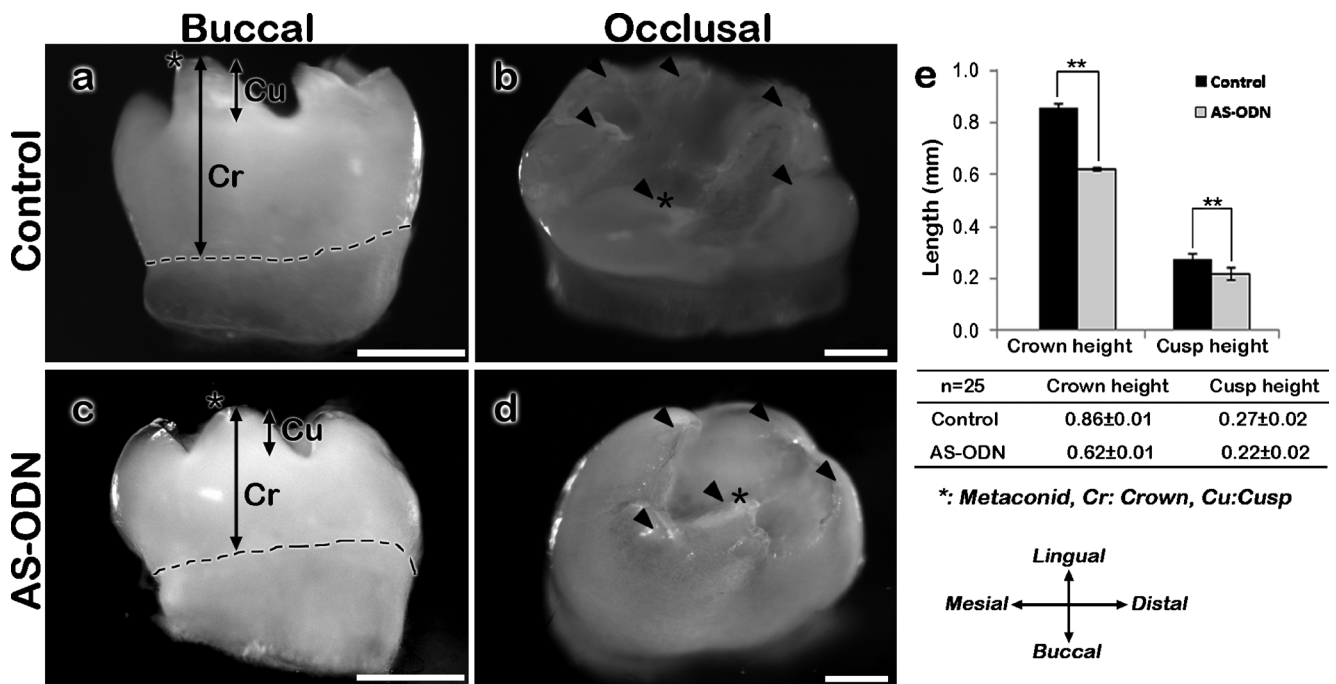 Buccal
Occlusal
Control
AS-ODN
a
*
Cu
Cr
b
*
c
*
Cu
Cr
d
*
e
Length (mm)
1.0
0.8
0.6
0.4
0.2
0.0
**
**
Control
AS-ODN
Crown height
Cusp height
n=25 Crown height Cusp height
Control 0.86±0.01 0.27±0.02
AS-ODN 0.62±0.01 0.22±0.02
*: Metaconid, Cr: Crown, Cu:Cusp
Lingual
Mesial Distal
Buccal